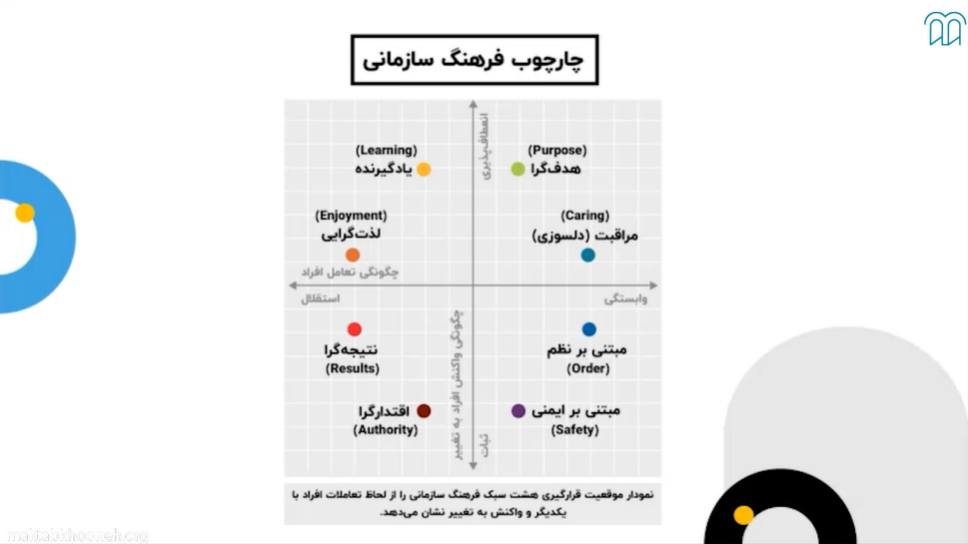 چارچوب فرهنگ سازمانی
انعطاف‌پذیری
(Learning)
یادگیرنده
(Purpose)
هدف‌گرا
(Enjoyment)
لذت‌گرایی
(Caring)
مراقبت (دلسوزی)
چگونگی تعامل افراد
استقلال
وابستگی
چگونگی واکنش افراد به تغییر
نتیجه‌گرا
(Results)
مبتنی بر نظم
(Order)
اقتدارگرا
(Authority)
مبتنی بر ایمنی
(Safety)
ثبات
نمودار موقعیت قرارگیری هشت سبک فرهنگ سازمانی را از لحاظ تعاملات افراد با
یکدیگر و واکنش به تغییر نشان می‌دهد.
maktabkhooneh.org